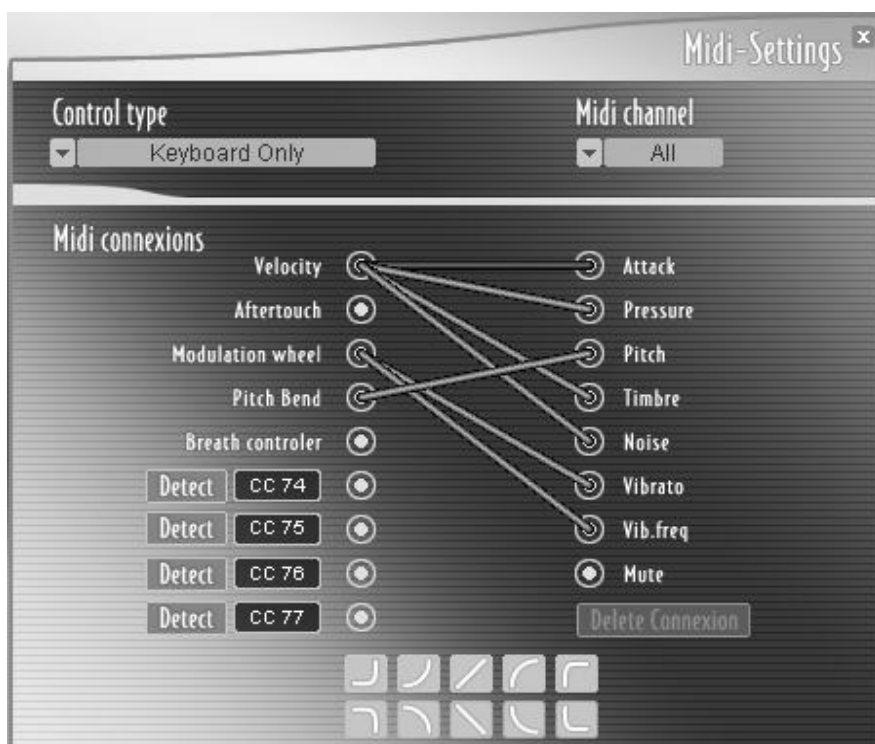 Midi-Settings x
Control type
Midi channel
Keyboard Only
All
Midi connexions
Velocity
Attack
Aftertouch
Pressure
Modulation wheel
Pitch
Pitch Bend
Timbre
Breath controler
Noise
Detect CC 74
Vibrato
Detect CC 75
Vib.freq
Detect CC 76
Mute
Detect CC 77
Delete Connexion